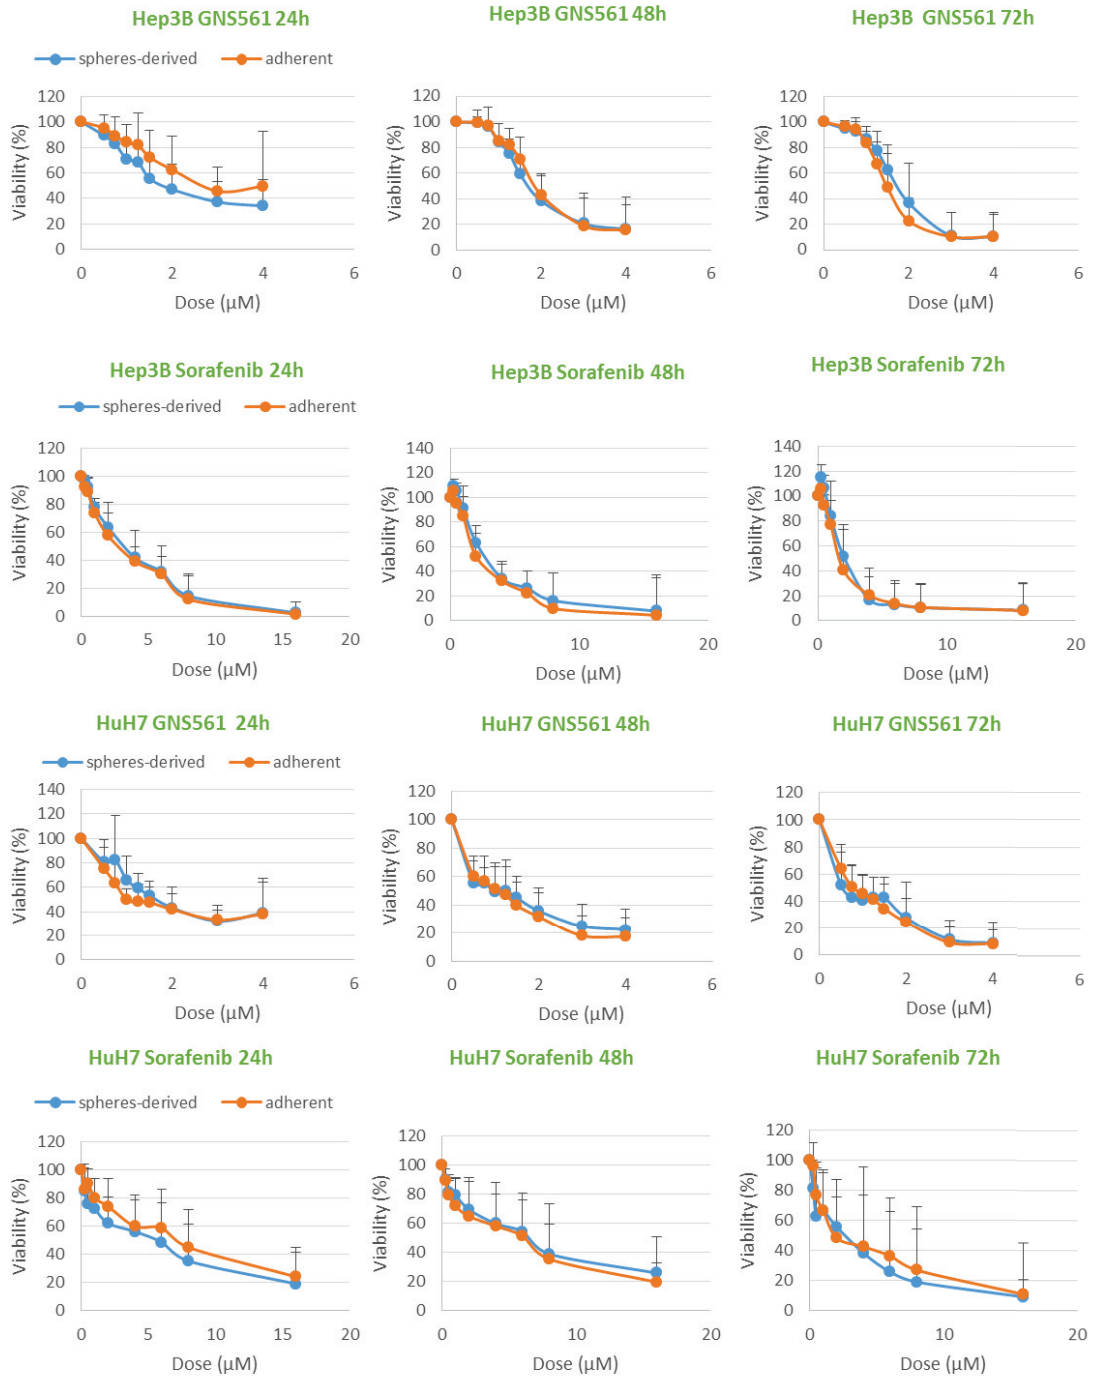 Hep3B GNS561 24h
Hep3B GNS561 48h
Hep3B GNS561 72h
spheres-derived adherent
120
100
80
60
40
20
0
Viability (%)
0 2 4 6
Dose (µM)
120
100
80
60
40
20
0
Viability (%)
0 2 4 6
Dose (µM)
120
100
80
60
40
20
0
Viability (%)
0 2 4 6
Dose (µM)
Hep3B Sorafenib 24h
Hep3B Sorafenib 48h
Hep3B Sorafenib 72h
spheres-derived adherent
120
100
80
60
40
20
0
Viability (%)
0 5 10 15 20
Dose (µM)
120
100
80
60
40
20
0
Viability (%)
0 10 20
Dose (µM)
140
120
100
80
60
40
20
0
Viability (%)
0 10 20
Dose (µM)
HuH7 GNS561 24h
HuH7 GNS561 48h
HuH7 GNS561 72h
spheres-derived adherent
140
120
100
80
60
40
20
0
Viability (%)
0 2 4 6
Dose (µM)
120
100
80
60
40
20
0
Viability (%)
0 2 4 6
Dose (µM)
120
100
80
60
40
20
0
Viability (%)
0 2 4 6
Dose (µM)
HuH7 Sorafenib 24h
HuH7 Sorafenib 48h
HuH7 Sorafenib 72h
spheres-derived adherent
120
100
80
60
40
20
0
Viability (%)
0 5 10 15 20
Dose (µM)
120
100
80
60
40
20
0
Viability (%)
0 10 20
Dose (µM)
120
100
80
60
40
20
0
Viability (%)
0 10 20
Dose (µM)